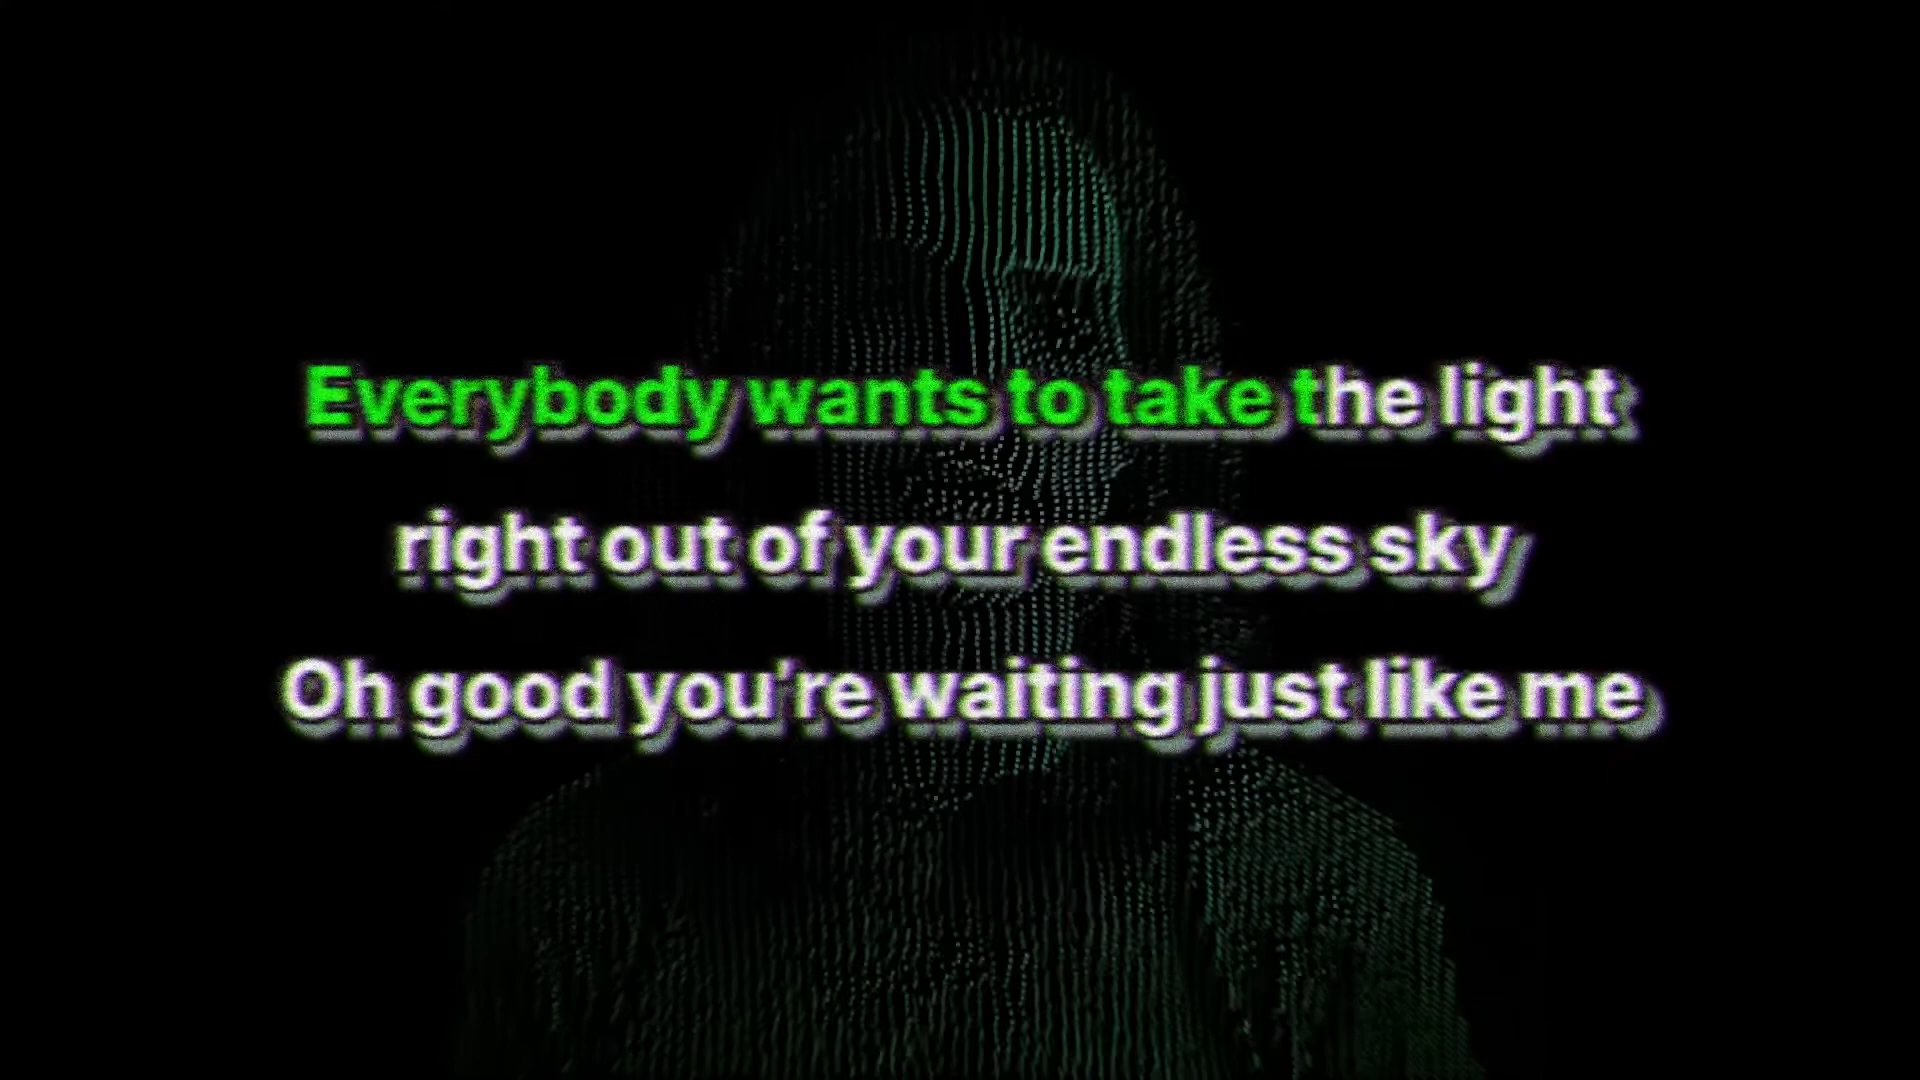 Everybody wants to take the light
right out of your endless sky
Oh good you're waiting just like me